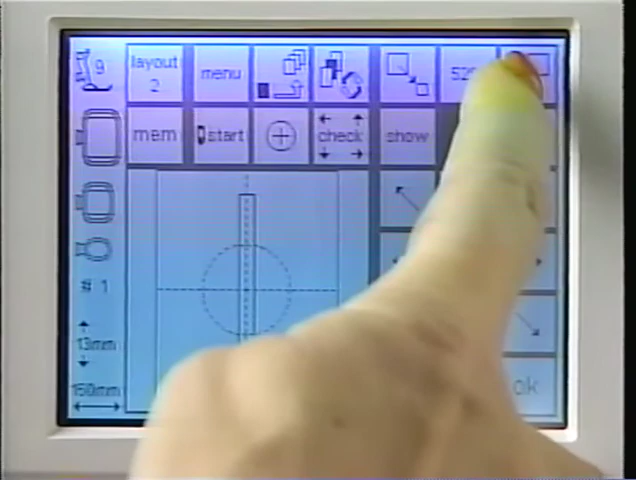 9
layout
2
menu
mem
start
check
show
# 1
13mm
150mm
ok